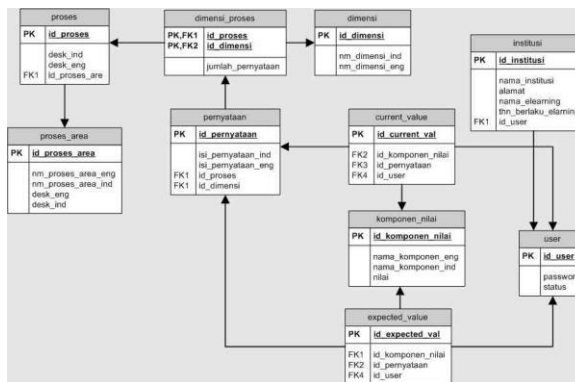 proses
PK id_proses
desk_ind
desk_eng
FK1 id_proses_are
dimensi_proses
PK,FK1 id_proses
PK,FK2 id_dimensi
jumlah_pernyataan
dimensi
PK id_dimensi
nm_dimensi_ind
nm_dimensi_eng
institusi
PK id_institusi
nama_institusi
alamat
nama_elearning
thn_berlaku_elarning
FK1 id_user
proses_area
PK id_proses_area
nm_proses_area_eng
nm_proses_area_ind
desk_eng
desk_ind
pernyataan
PK id_pernyataan
isi_pernyataan_ind
isi_pernyataan_eng
FK1 id_proses
FK1 id_dimensi
current_value
PK id_current_val
FK2 id_komponen_nilai
FK3 id_pernyataan
FK4 id_user
komponen_nilai
PK id_komponen_nilai
nama_komponen_eng
nama_komponen_ind
nilai
user
PK id_user
passwor
status
expected_value
PK id_expected_val
FK1 id_komponen_nilai
FK2 id_pernyataan
FK4 id_user